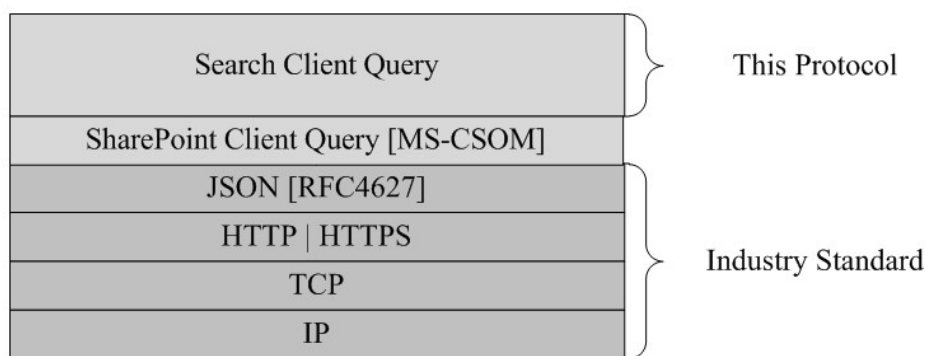 Search Client Query
This Protocol
SharePoint Client Query [MS-CSOM]
JSON [RFC4627]
HTTP | HTTPS
Industry Standard
TCP
IP